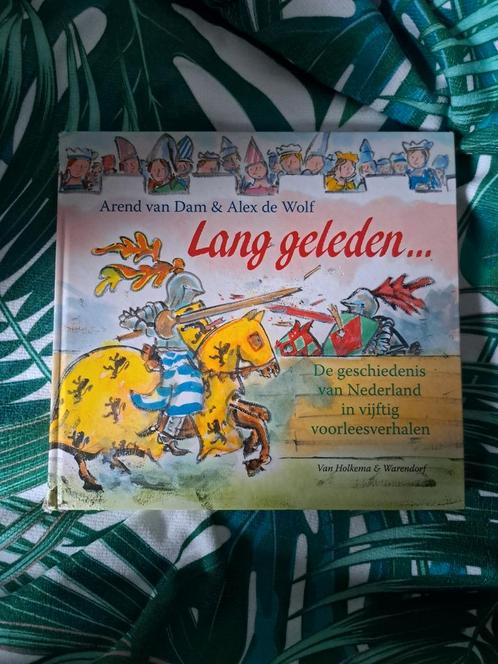 Arend van Dam & Alex de Wolf
Lang geleden...
De geschiedenis
van Nederland
in vijftig
voorleesverhalen
Van Holkema & Warendorf